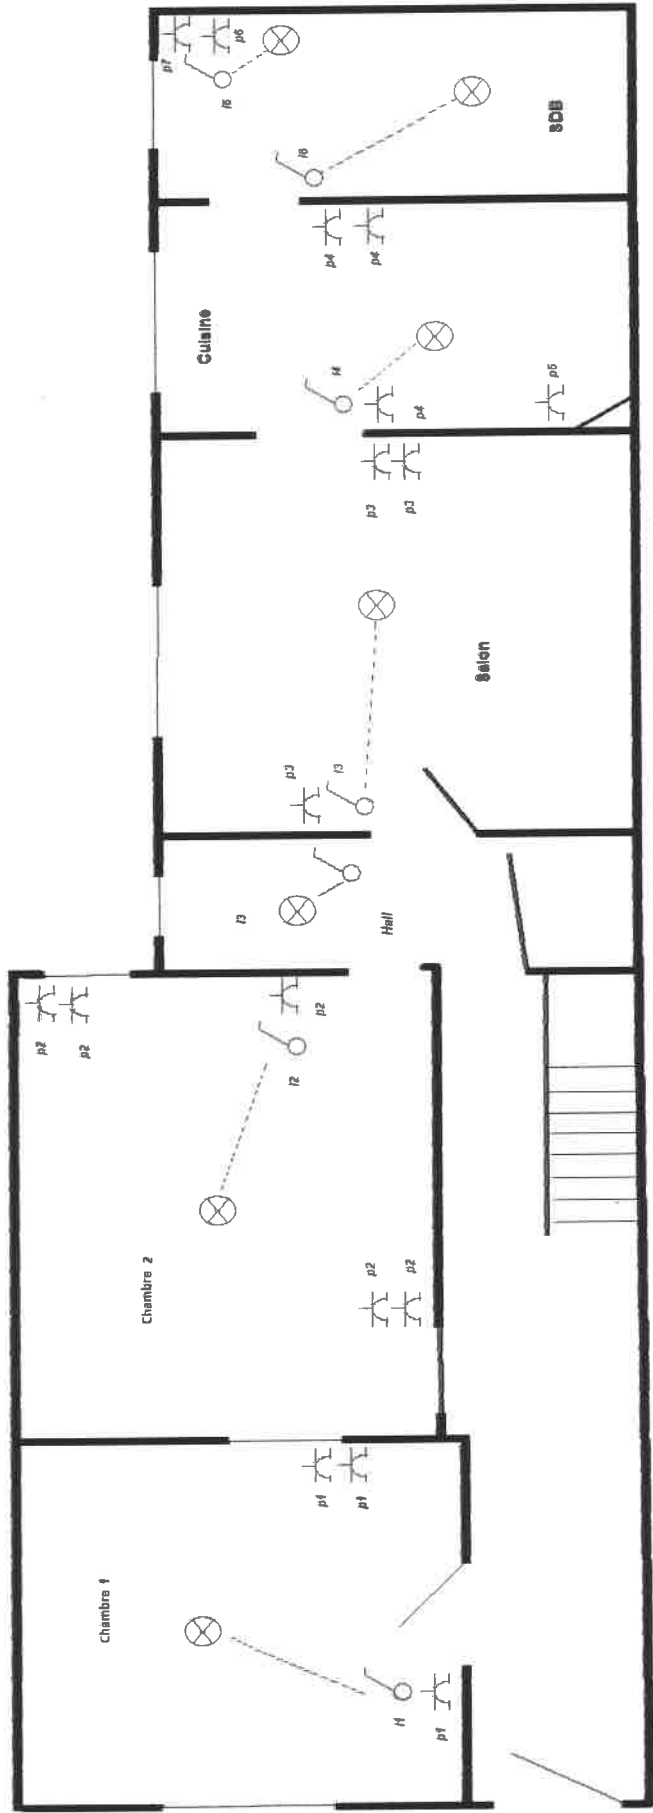 p7
p6
l6
l6
SDB
p4
p4
Cuisine
l4
p4
p5
p3
p3
Salon
p3
l3
l3
Hall
p2
p2
p2
l2
Chambre 2
p2
p2
p1
p1
Chambre 1
l1
p1